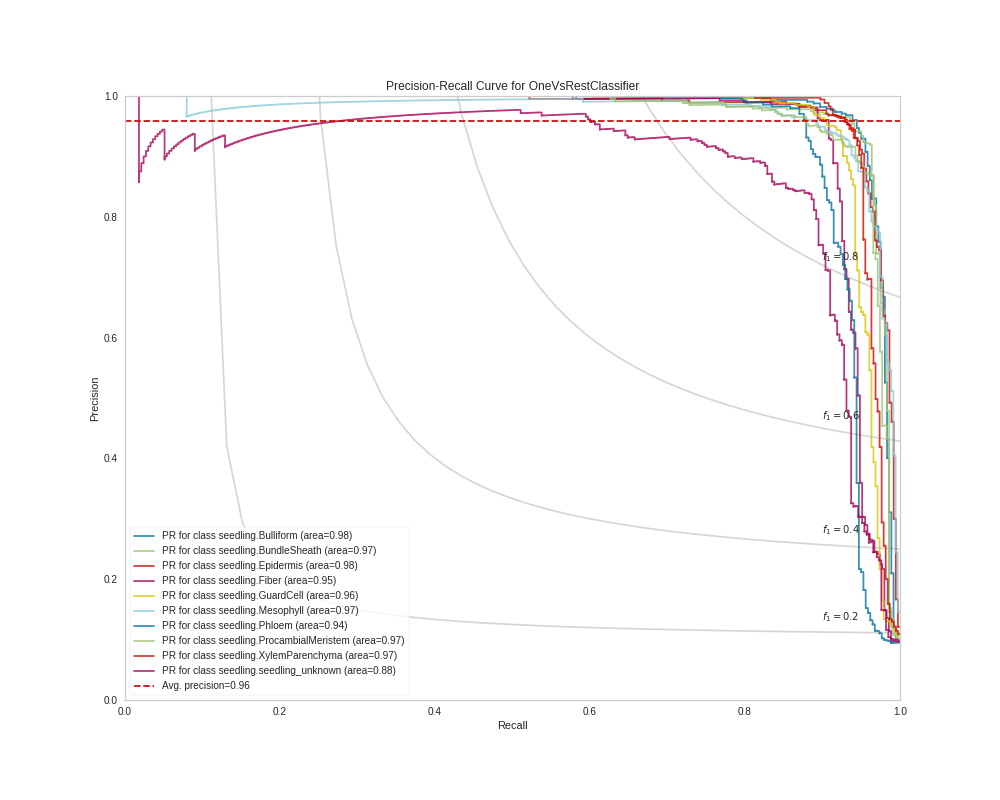 Precision-Recall Curve for OneVsRestClassifier
1.0
0.8
0.6
0.4
0.2
0.0
Precision
f₁ = 0.8
f₁ = 0.6
f₁ = 0.4
f₁ = 0.2
PR for class seedling.Bulliform (area=0.98)
PR for class seedling.BundleSheath (area=0.97)
PR for class seedling.Epidermis (area=0.98)
PR for class seedling.Fiber (area=0.95)
PR for class seedling.GuardCell (area=0.96)
PR for class seedling.Mesophyll (area=0.97)
PR for class seedling.Phloem (area=0.94)
PR for class seedling.ProcambialMeristem (area=0.97)
PR for class seedling.XylemParenchyma (area=0.97)
PR for class seedling.seedling_unknown (area=0.88)
Avg. precision=0.96
0.0 0.2 0.4 0.6 0.8 1.0
Recall